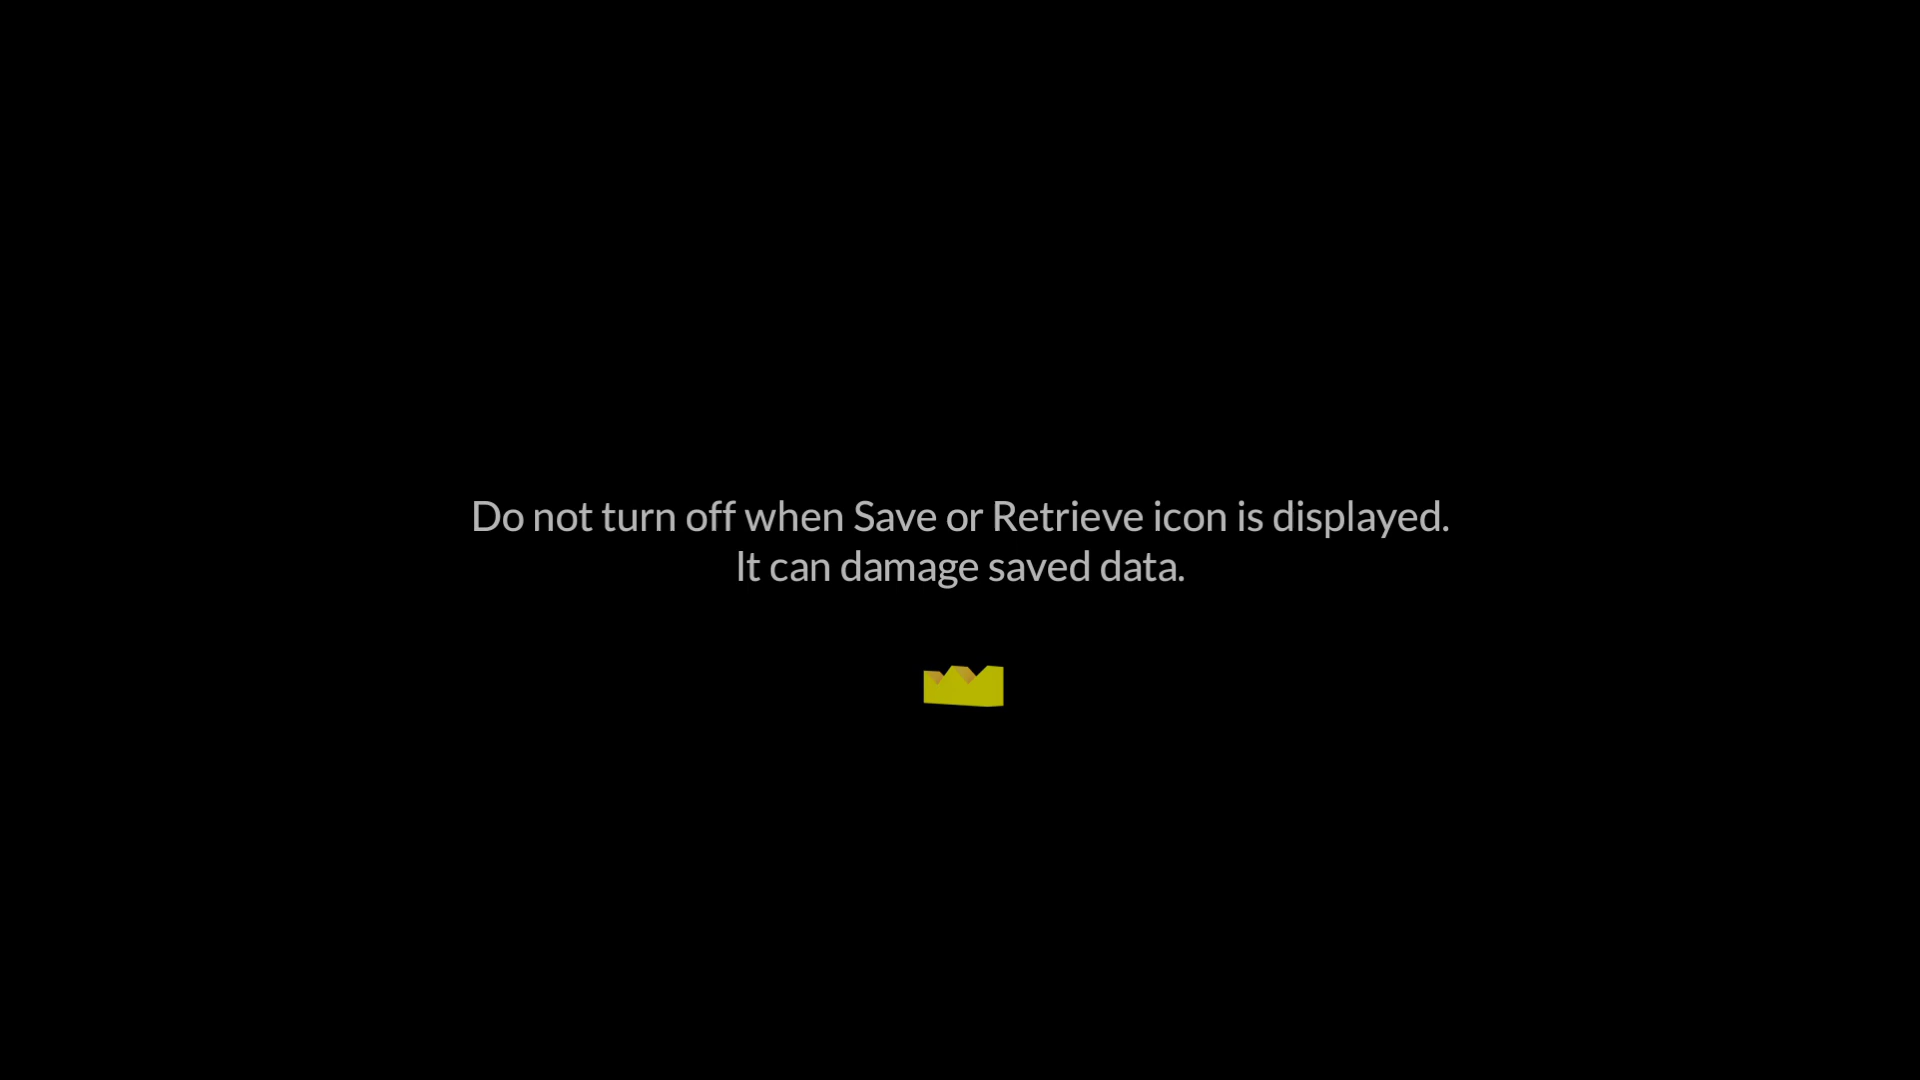 Do not turn off when Save or Retrieve icon is displayed.
It can damage saved data.